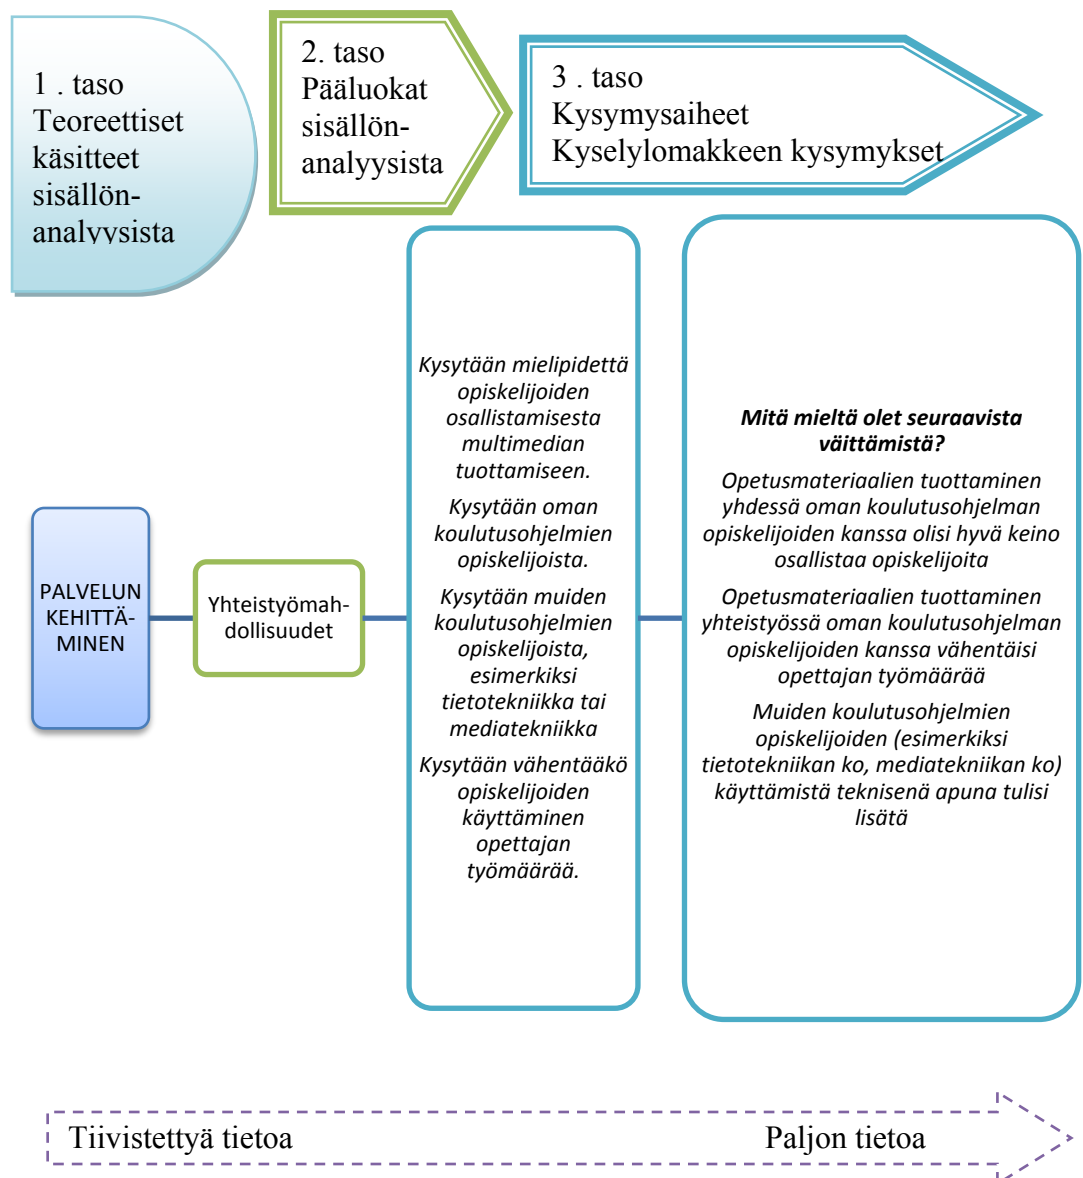 1 . taso
Teoreettiset
käsitteet
sisällön-
analyysista
2. taso
Pääluokat
sisällön-
analyysista
3 . taso
Kysymysaiheet
Kyselylomakkeen kysymykset
PALVELUN
KEHITTÄ-
MINEN
Yhteistyömah-
dollisuudet
Kysytään mielipidettä
opiskelijoiden
osallistamisesta
multimedian
tuottamiseen.
Kysytään oman
koulutusohjelmien
opiskelijoista.
Kysytään muiden
koulutusohjelmien
opiskelijoista,
esimerkiksi
tietotekniikka tai
mediatekniikka
Kysytään vähentääkö
opiskelijoiden
käyttäminen
opettajan
työmäärää.
Mitä mieltä olet seuraavista
väittämistä?
Opetusmateriaalien tuottaminen
yhdessä oman koulutusohjelman
opiskelijoiden kanssa olisi hyvä keino
osallistaa opiskelijoita
Opetusmateriaalien tuottaminen
yhteistyössä oman koulutusohjelman
opiskelijoiden kanssa vähentäisi
opettajan työmäärää
Muiden koulutusohjelmien
opiskelijoiden (esimerkiksi
tietotekniikan ko, mediatekniikan ko)
käyttämistä teknisenä apuna tulisi
lisätä
Tiivistettyä tietoa
Paljon tietoa